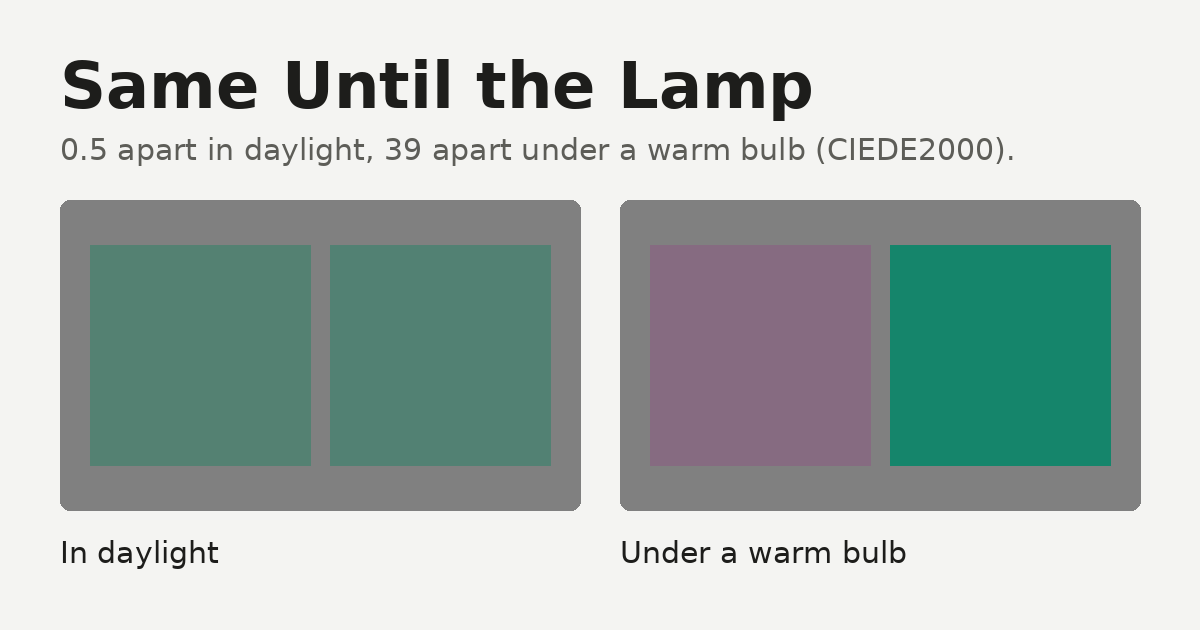 Same Until the Lamp
0.5 apart in daylight, 39 apart under a warm bulb (CIEDE2000).
In daylight
Under a warm bulb